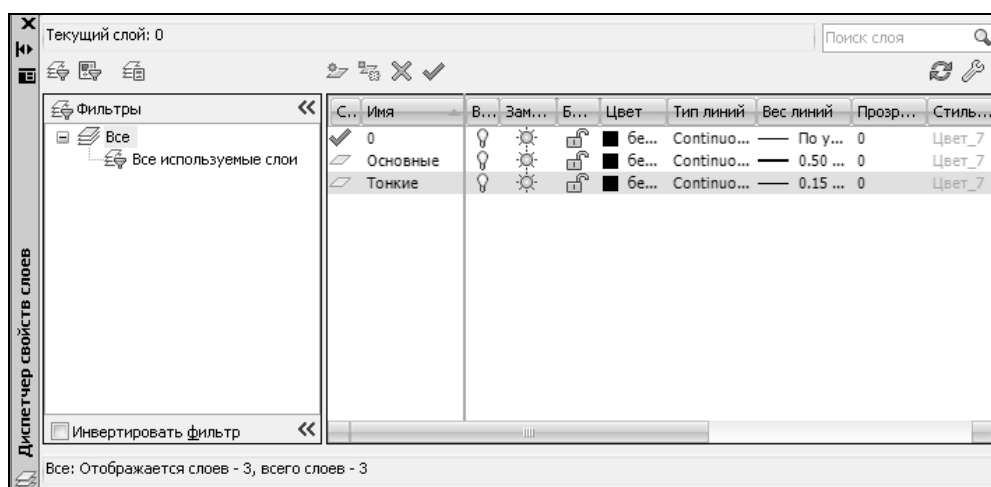 Текущий слой: 0
Поиск слоя
Фильтры
Все
Все используемые слои
Инвертировать фильтр
С.. Имя В... Зам... Б... Цвет Тип линий Вес линий Прозр... Стиль...
0 бе... Continuo... По у... 0 Цвет_7
Основные бе... Continuo... 0.50 ... 0 Цвет_7
Тонкие бе... Continuo... 0.15 ... 0 Цвет_7
Диспетчер свойств слоев
Все: Отображается слоев - 3, всего слоев - 3